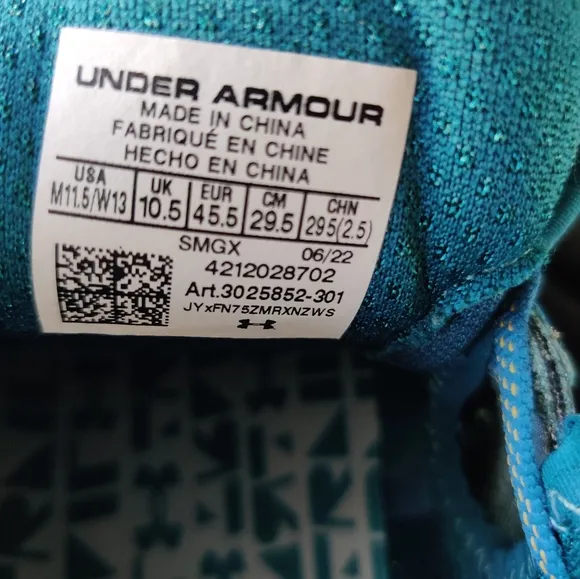 UNDER ARMOUR
MADE IN CHINA
FABRIQUÉ EN CHINE
HECHO EN CHINA
USA UK EUR CM CHN
M11.5/W13 10.5 45.5 29.5 295(2.5)
SMGX 06/22
4212028702
Art.3025852-301
JYxFN75ZMRXNZWS